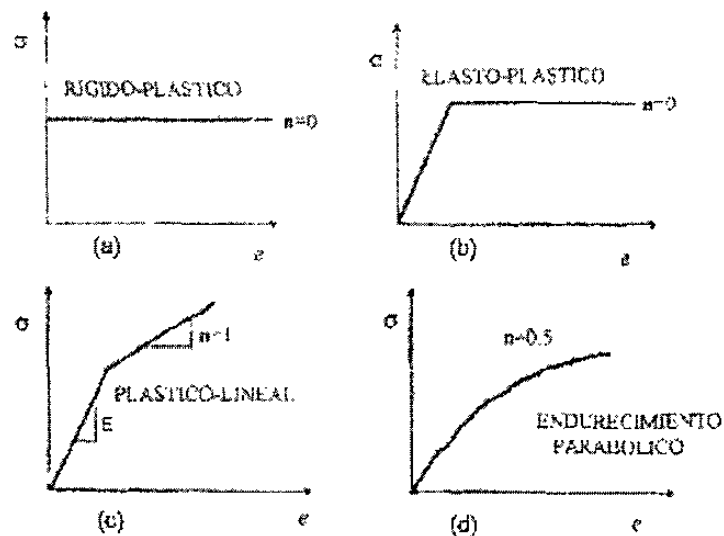 σ
RIGIDO-PLASTICO
n=0
(a)
e
σ
ELASTO-PLASTICO
n=0
(b)
e
σ
n=1
PLASTICO-LINEAL
E
(c)
e
σ
n=0.5
ENDURECIMIENTO
PARABOLICO
(d)
e